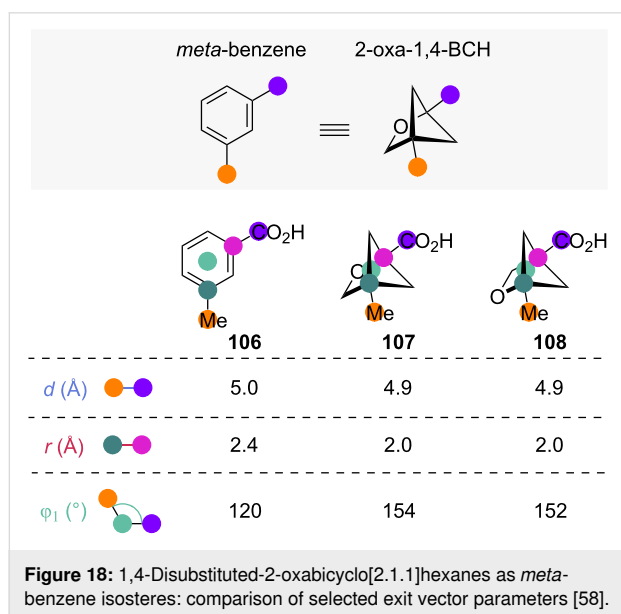 meta-benzene 2-oxa-1,4-BCH
O
CO₂H CO₂H CO₂H
O O
Me Me Me
106 107 108
d (Å) 5.0 4.9 4.9
r (Å) 2.4 2.0 2.0
φ₁ (°) 120 154 152
Figure 18: 1,4-Disubstituted-2-oxabicyclo[2.1.1]hexanes as meta-
benzene isosteres: comparison of selected exit vector parameters [58].